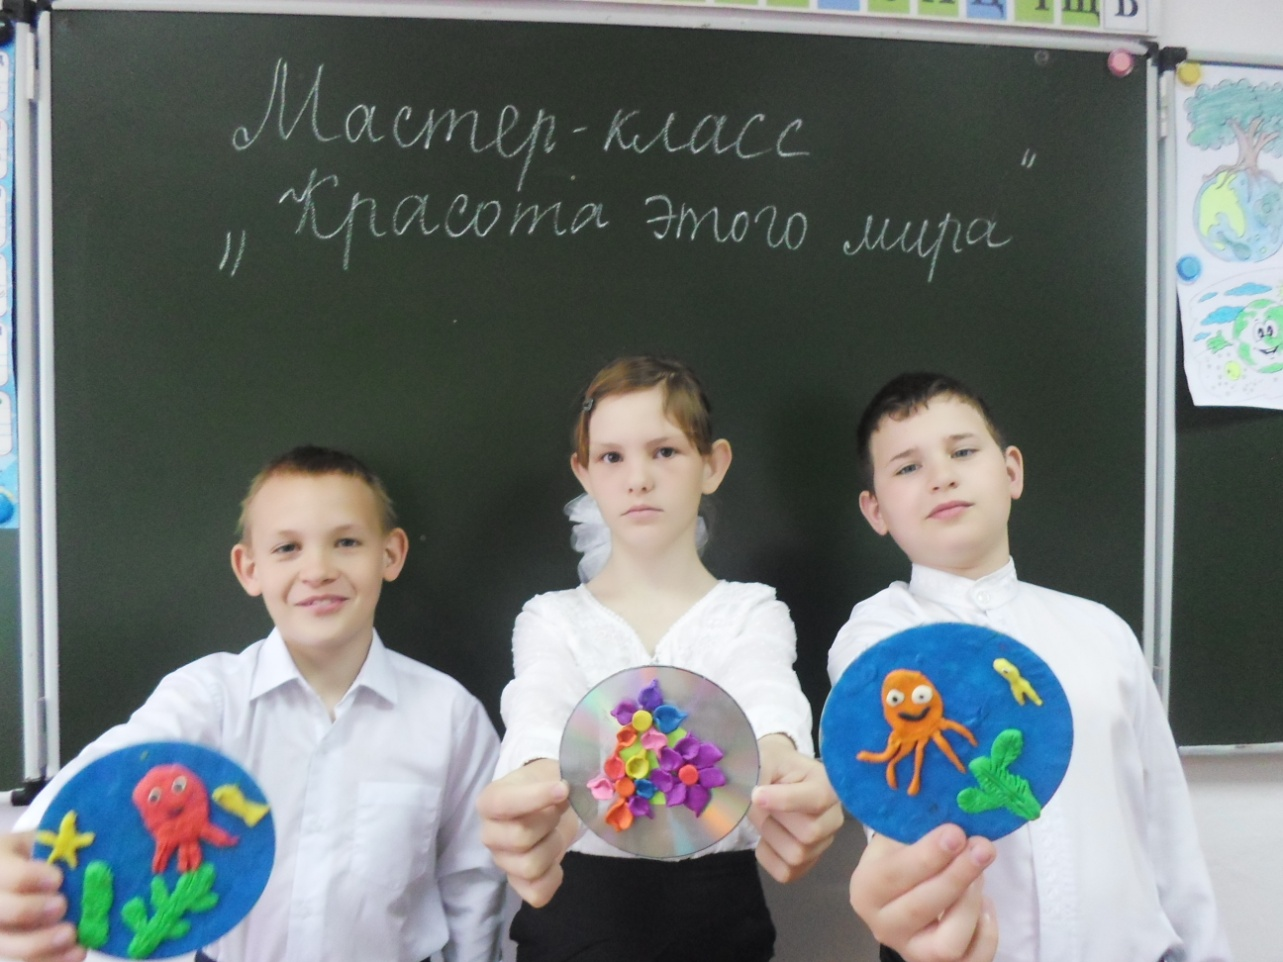 Мастер-класс
„Красота этого мира"